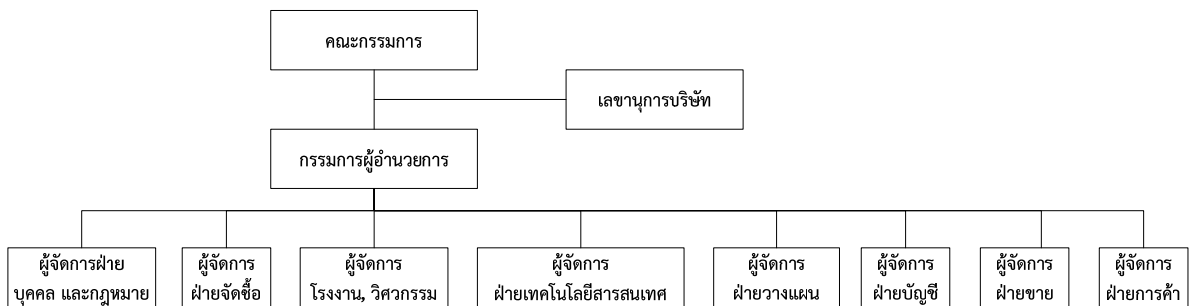 คณะกรรมการ
เลขานุการบริษัท
กรรมการผู้อำนวยการ
ผู้จัดการฝ่าย
บุคคล และกฎหมาย
ผู้จัดการ
ฝ่ายจัดซื้อ
ผู้จัดการ
โรงงาน, วิศวกรรม
ผู้จัดการ
ฝ่ายเทคโนโลยีสารสนเทศ
ผู้จัดการ
ฝ่ายวางแผน
ผู้จัดการ
ฝ่ายบัญชี
ผู้จัดการ
ฝ่ายขาย
ผู้จัดการ
ฝ่ายการค้า